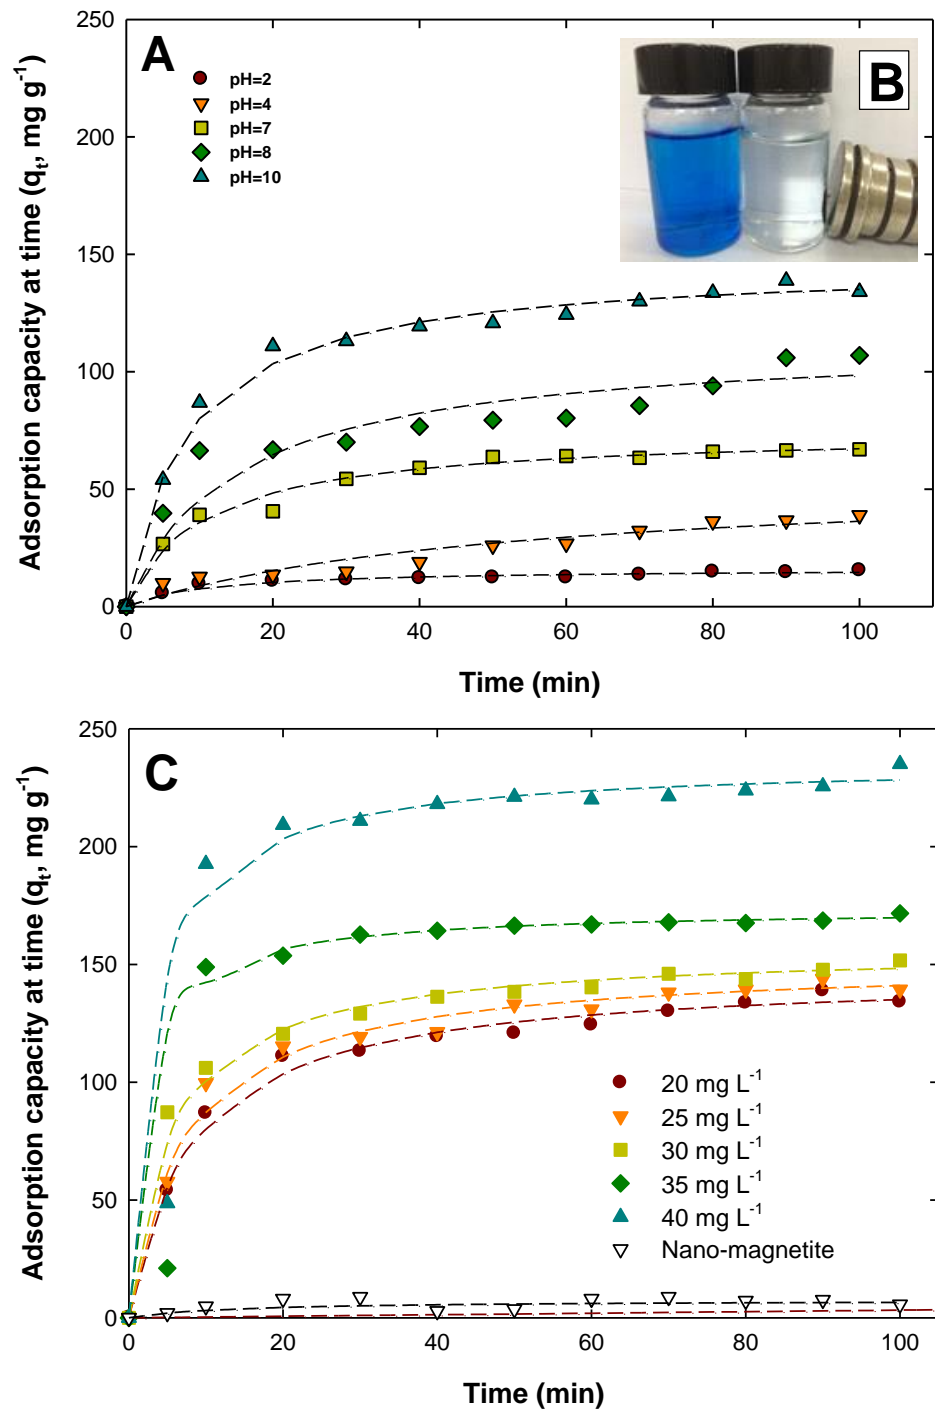 A
B
pH=2
pH=4
pH=7
pH=8
pH=10
250
200
150
100
50
0
Adsorption capacity at time (qt, mg g-1)
0 20 40 60 80 100
Time (min)
C
250
200
150
100
50
0
Adsorption capacity at time (qt, mg g-1)
20 mg L-1
25 mg L-1
30 mg L-1
35 mg L-1
40 mg L-1
Nano-magnetite
0 20 40 60 80 100
Time (min)